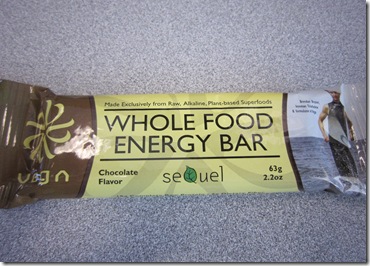 Made Exclusively from Raw, Alkaline, Plant-based Superfoods
WHOLE FOOD
ENERGY BAR
Chocolate
Flavor
seQuel
63g
2.2oz